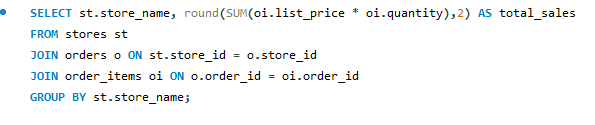 SELECT st.store_name, round(SUM(oi.list_price * oi.quantity),2) AS total_sales
FROM stores st
JOIN orders o ON st.store_id = o.store_id
JOIN order_items oi ON o.order_id = oi.order_id
GROUP BY st.store_name;